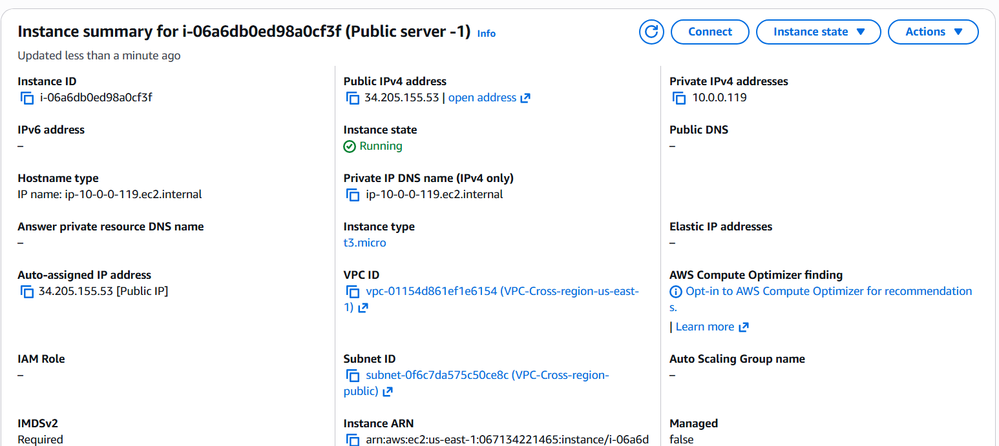 Instance summary for i-06a6db0ed98a0cf3f (Public server -1) Info
Connect
Instance state
Actions
Updated less than a minute ago
Instance ID
i-06a6db0ed98a0cf3f
Public IPv4 address
34.205.155.53 | open address
Private IPv4 addresses
10.0.0.119
IPv6 address
–
Instance state
Running
Public DNS
–
Hostname type
IP name: ip-10-0-0-119.ec2.internal
Private IP DNS name (IPv4 only)
ip-10-0-0-119.ec2.internal
Answer private resource DNS name
–
Instance type
t3.micro
Elastic IP addresses
–
Auto-assigned IP address
34.205.155.53 [Public IP]
VPC ID
vpc-01154d861ef1e6154 (VPC-Cross-region-us-east-
1)
AWS Compute Optimizer finding
Opt-in to AWS Compute Optimizer for recommendation
s.
| Learn more
IAM Role
–
Subnet ID
subnet-0f6c7da575c50ce8c (VPC-Cross-region-
public)
Auto Scaling Group name
–
IMDSv2
Required
Instance ARN
arn:aws:ec2:us-east-1:067134221465:instance/i-06a6d
Managed
false